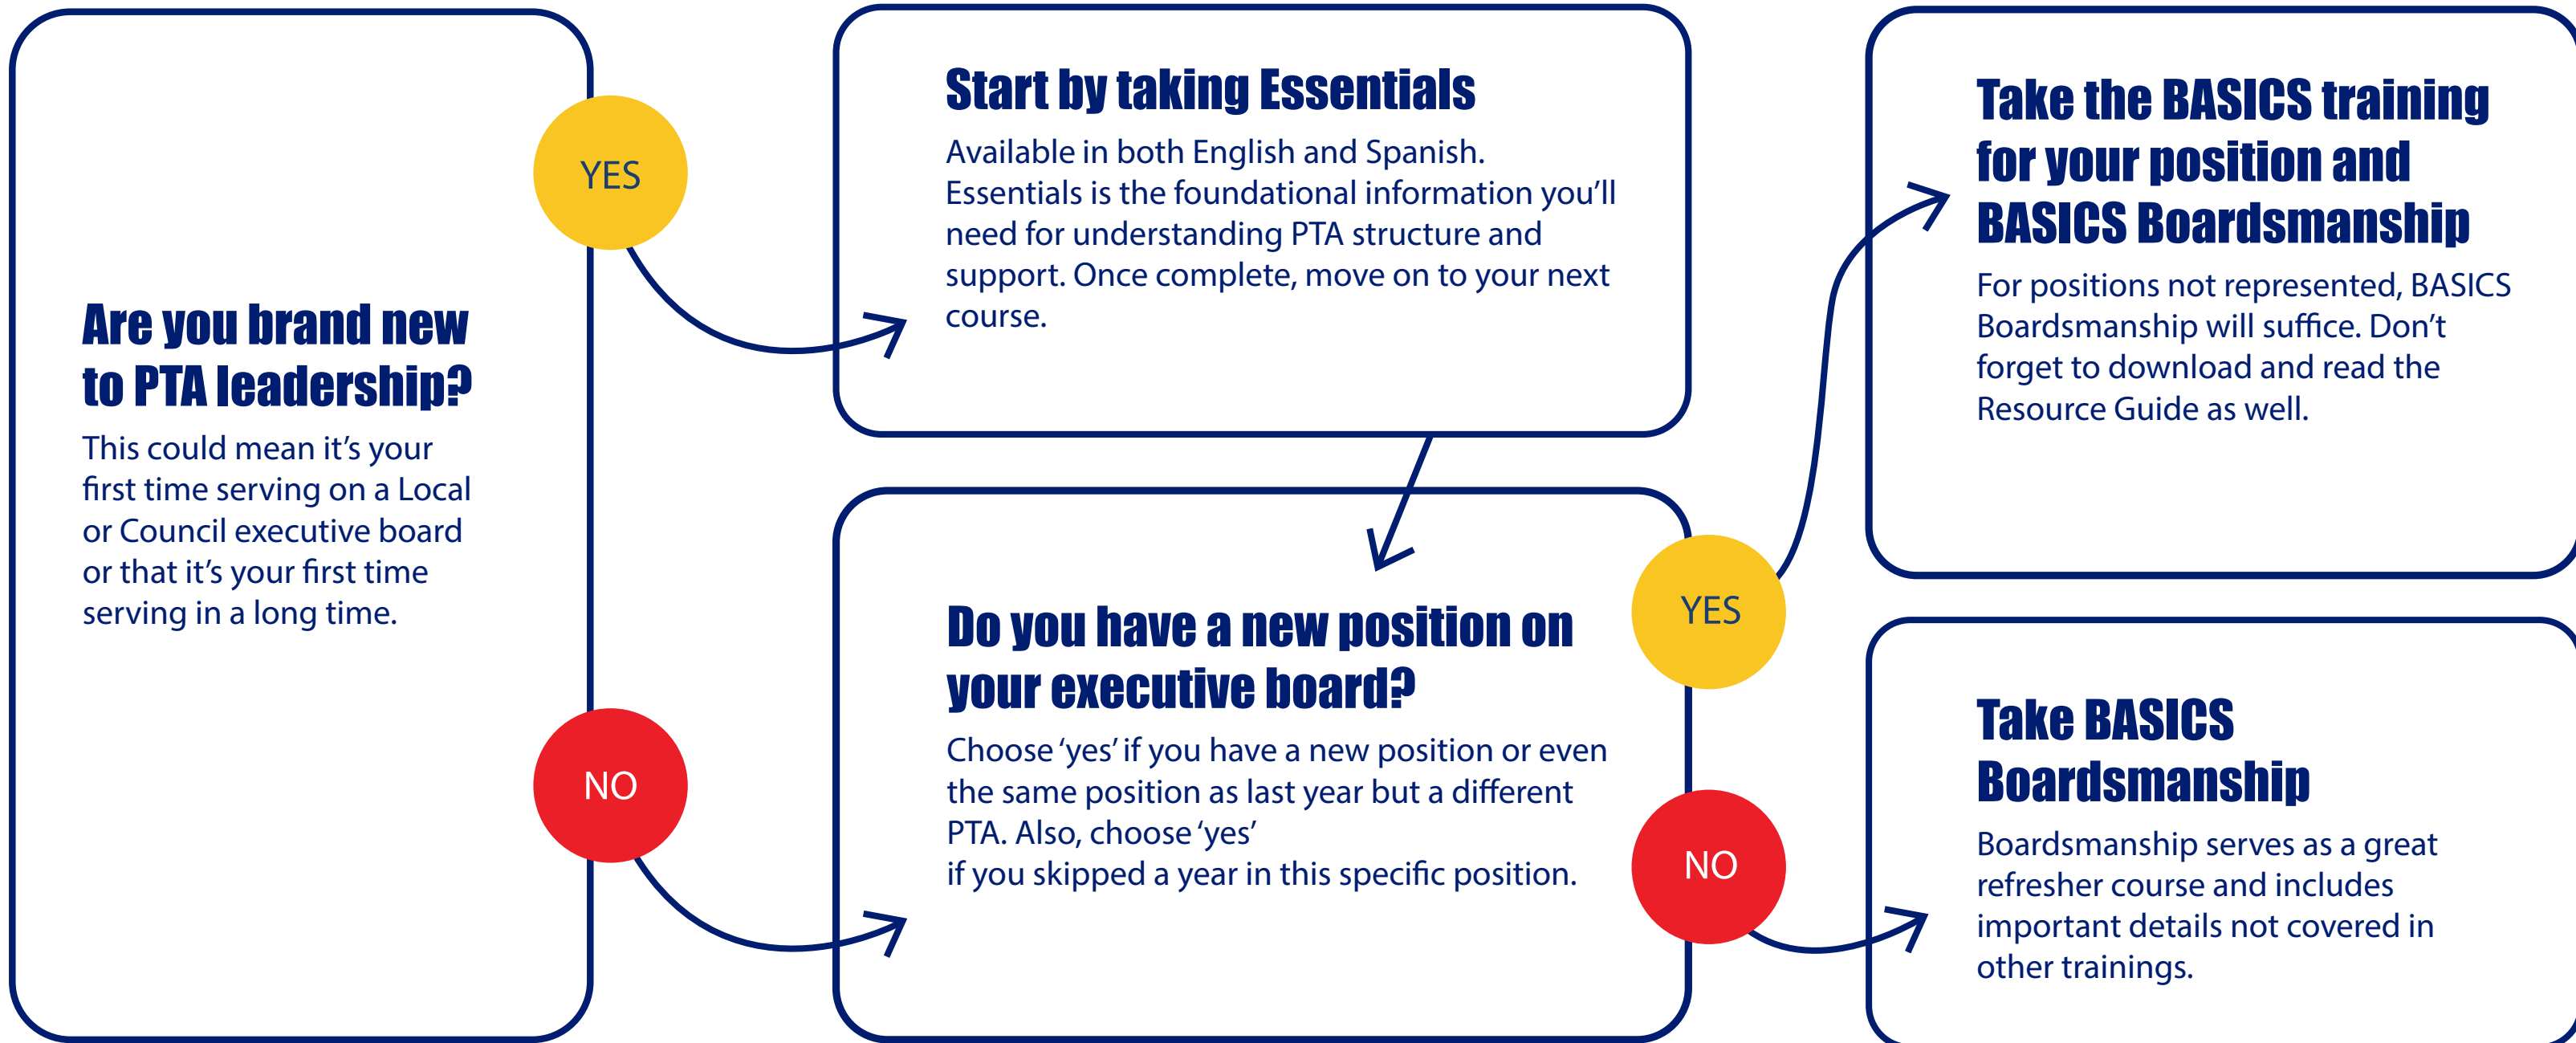 Are you brand new
to PTA leadership?
This could mean it’s your
first time serving on a Local
or Council executive board
or that it’s your first time
serving in a long time.
YES
NO
Start by taking Essentials
Available in both English and Spanish.
Essentials is the foundational information you’ll
need for understanding PTA structure and
support. Once complete, move on to your next
course.
Do you have a new position on
your executive board?
Choose ‘yes’ if you have a new position or even
the same position as last year but a different
PTA. Also, choose ‘yes’
if you skipped a year in this specific position.
YES
NO
Take the BASICS training
for your position and
BASICS Boardsmanship
For positions not represented, BASICS
Boardsmanship will suffice. Don’t
forget to download and read the
Resource Guide as well.
Take BASICS
Boardsmanship
Boardsmanship serves as a great
refresher course and includes
important details not covered in
other trainings.